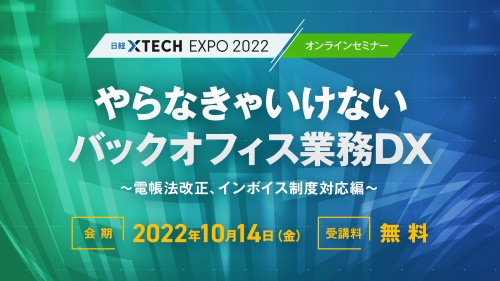 日経 XTECH EXPO 2022 オンラインセミナー
やらなきゃいけない
バックオフィス業務DX
～電帳法改正、インボイス制度対応編～
会期 2022年10月14日（金） 受講料 無料